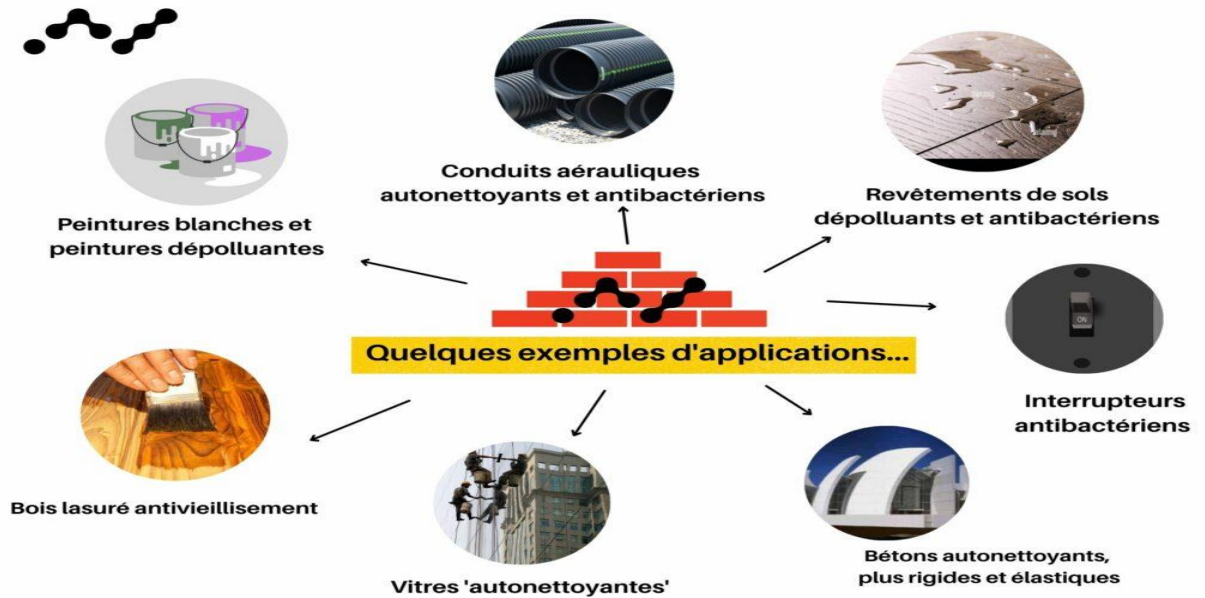 Conduits aérauliques
autonettoyants et antibactériens
Revêtements de sols
dépolluants et antibactériens
Peintures blanches et
peintures dépolluantes
ON
Quelques exemples d'applications...
Interrupteurs
antibactériens
Bois lasuré antivieillisement
Bétons autonettoyants,
plus rigides et élastiques
Vitres 'autonettoyantes'